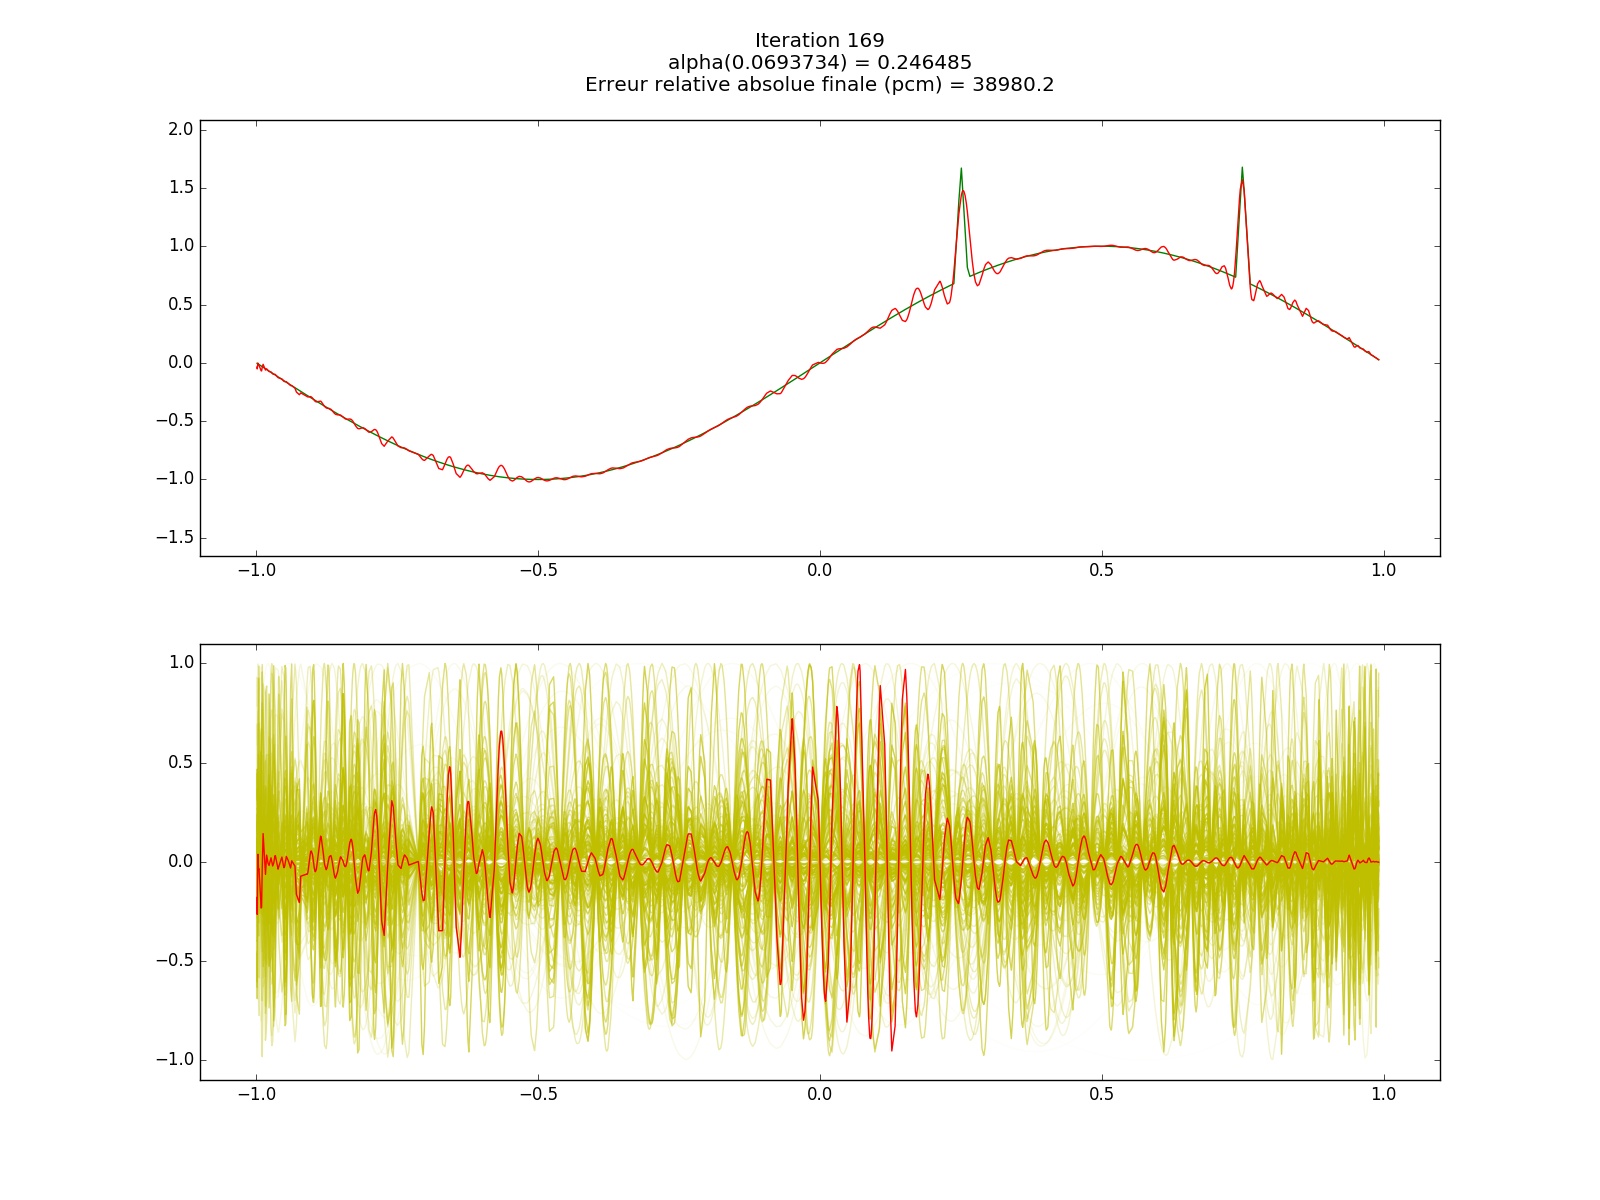 Iteration 169
alpha(0.0693734) = 0.246485
Erreur relative absolue finale (pcm) = 38980.2
2.0
1.5
1.0
0.5
0.0
−0.5
−1.0
−1.5
−1.0 −0.5 0.0 0.5 1.0
1.0
0.5
0.0
−0.5
−1.0
−1.0 −0.5 0.0 0.5 1.0